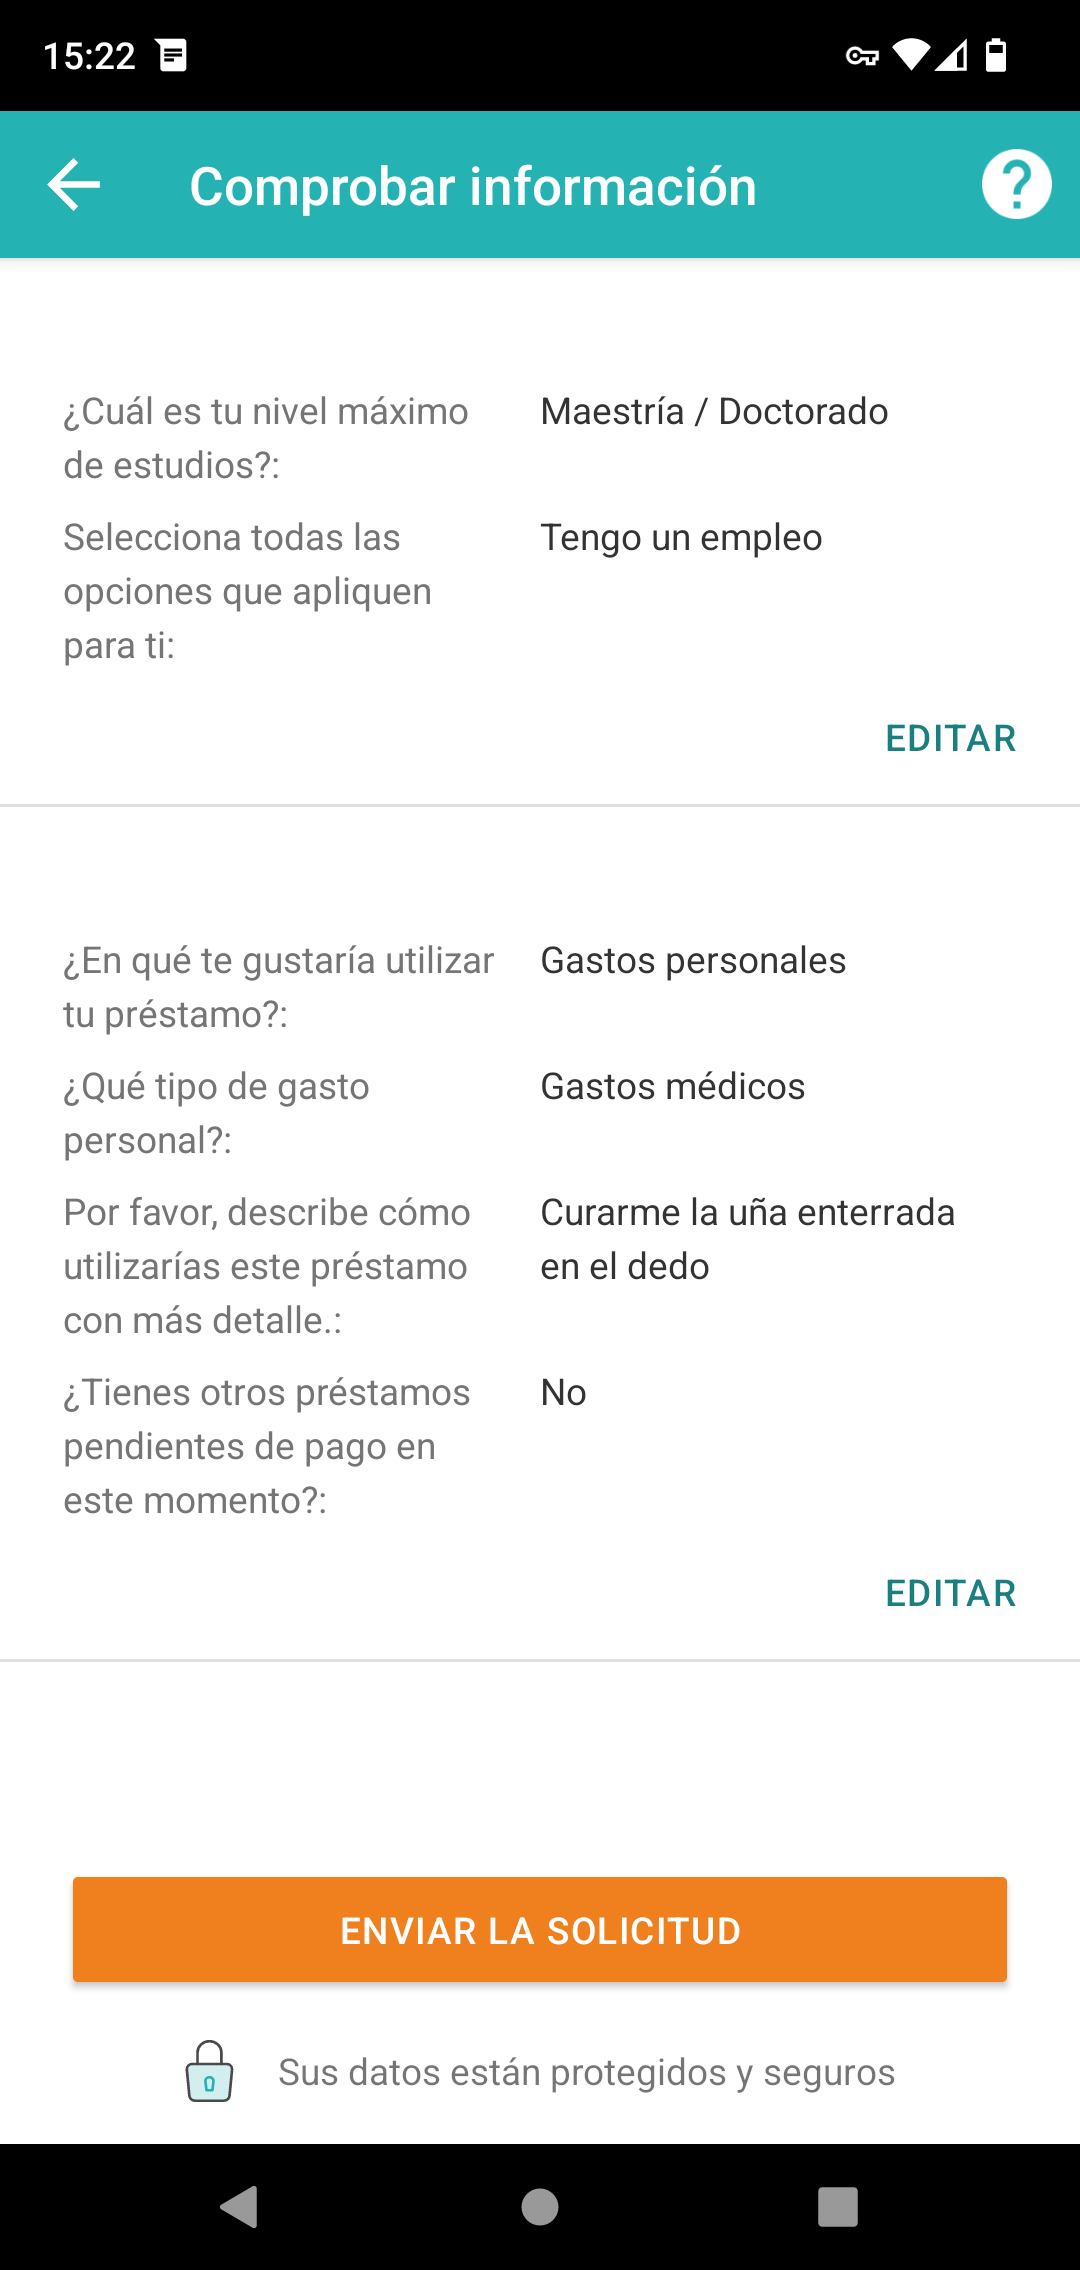 15:22
Comprobar información
¿Cuál es tu nivel máximo
de estudios?:
Maestría / Doctorado
Selecciona todas las
opciones que apliquen
para ti:
Tengo un empleo
EDITAR
¿En qué te gustaría utilizar
tu préstamo?:
Gastos personales
¿Qué tipo de gasto
personal?:
Gastos médicos
Por favor, describe cómo
utilizarías este préstamo
con más detalle.:
Curarme la uña enterrada
en el dedo
¿Tienes otros préstamos
pendientes de pago en
este momento?:
No
EDITAR
ENVIAR LA SOLICITUD
Sus datos están protegidos y seguros